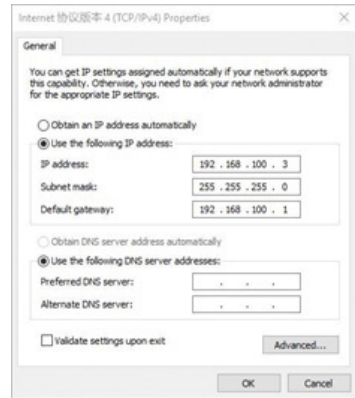 Internet 协议版本 4 (TCP/IPv4) Properties
General
You can get IP settings assigned automatically if your network supports
this capability. Otherwise, you need to ask your network administrator
for the appropriate IP settings.
Obtain an IP address automatically
Use the following IP address:
IP address: 192 . 168 . 100 . 3
Subnet mask: 255 . 255 . 255 . 0
Default gateway: 192 . 168 . 100 . 1
Obtain DNS server address automatically
Use the following DNS server addresses:
Preferred DNS server: . . .
Alternate DNS server: . . .
Validate settings upon exit
Advanced...
OK Cancel